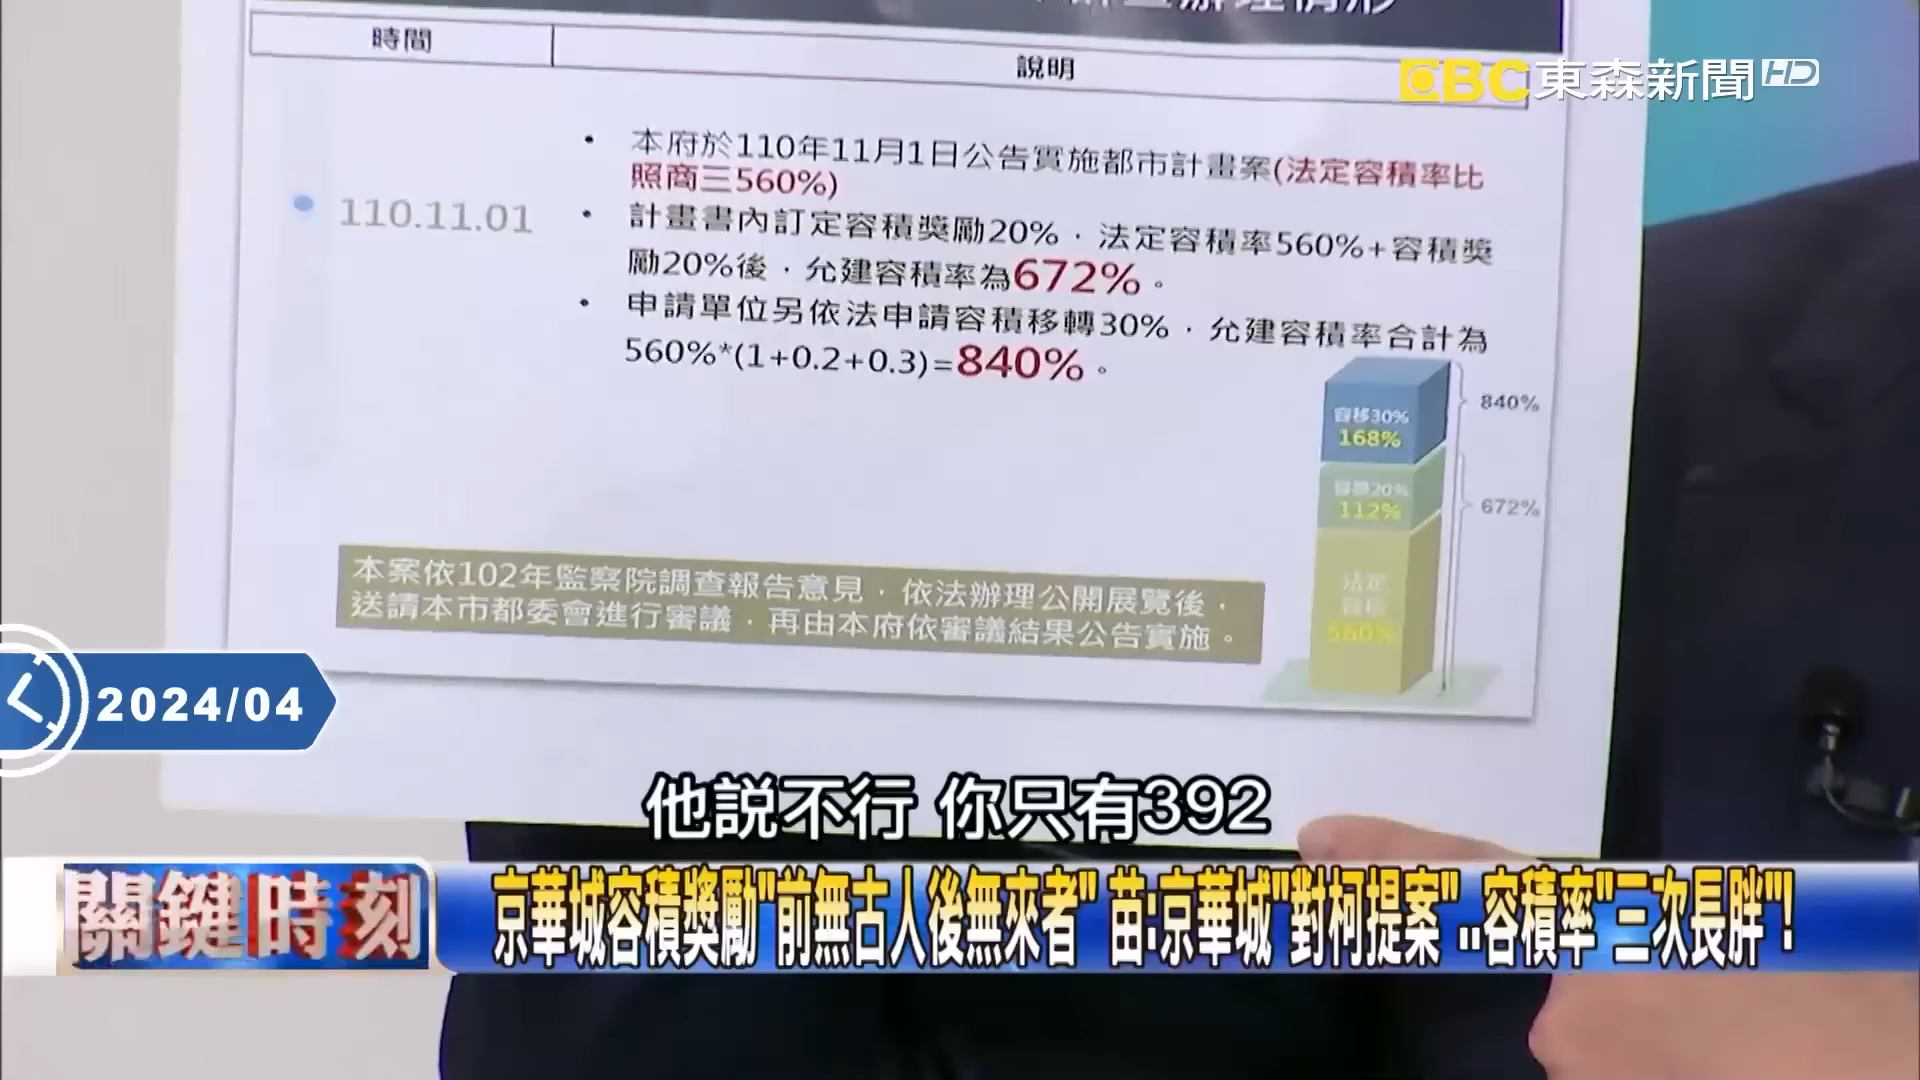 時間
說明
EBC 東森新聞 HD
110.11.01
• 本府於110年11月1日公告實施都市計畫案(法定容積率比
照商三560%)
• 計畫書內訂定容積獎勵20%，法定容積率560%+容積獎
勵20%後，允建容積率為672%。
• 申請單位另依法申請容積移轉30%，允建容積率合計為
560%*(1+0.2+0.3)=840%。
容移30%
168%
840%
容獎20%
112%
672%
法定
容積
560%
本案依102年監察院調查報告意見，依法辦理公開展覽後，
送請本市都委會進行審議，再由本府依審議結果公告實施。
2024/04
他說不行 你只有392
關鍵時刻
京華城容積獎勵"前無古人後無來者" 苗:京華城"對柯提案"..容積率"三次長胖"!